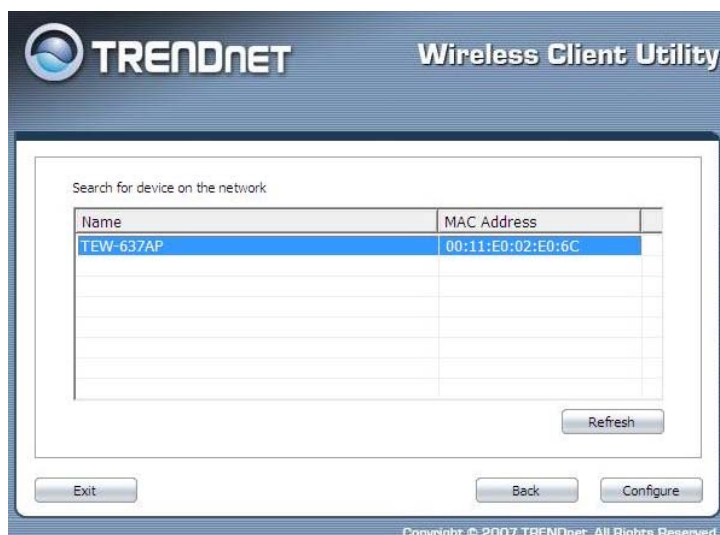 TRENDNET
Wireless Client Utility
Search for device on the network
Name MAC Address
TEW-637AP 00:11:E0:02:E0:6C
Refresh
Exit Back Configure
Copyright © 2007 TRENDnet. All Rights Reserved